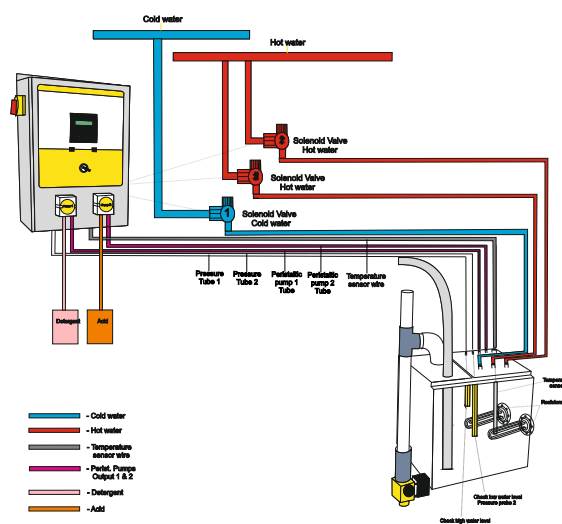 Cold water
Hot water
2
Solenoid Valve
Hot water
Solenoid Valve
Hot water
1
Solenoid Valve
Cold water
Pressure
Tube 1
Pressure
Tube 2
Peristaltic
pump 1
Tube
Peristaltic
pump 2
Tube
Temperature
sensor wire
Detergent
Acid
- Cold water
- Hot water
- Temperature
sensor wire
- Perist. Pumps
Output 1 & 2
- Detergent
- Acid
Check low water level
Pressure probe 2
Check high water level